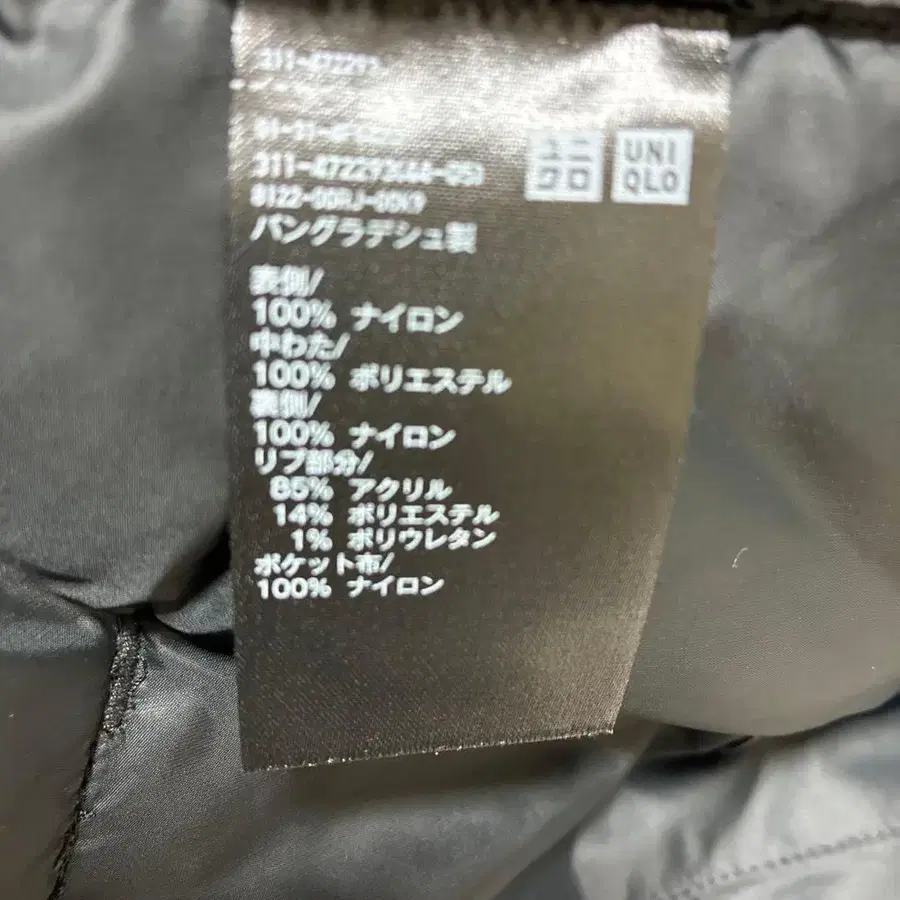 ユニ
クロ
UNI
QLO
バングラデシュ製
表側/
100% ナイロン
中わた/
100% ポリエステル
裏側/
100% ナイロン
リブ部分/
85% アクリル
14% ポリエステル
1% ポリウレタン
ポケット布/
100% ナイロン